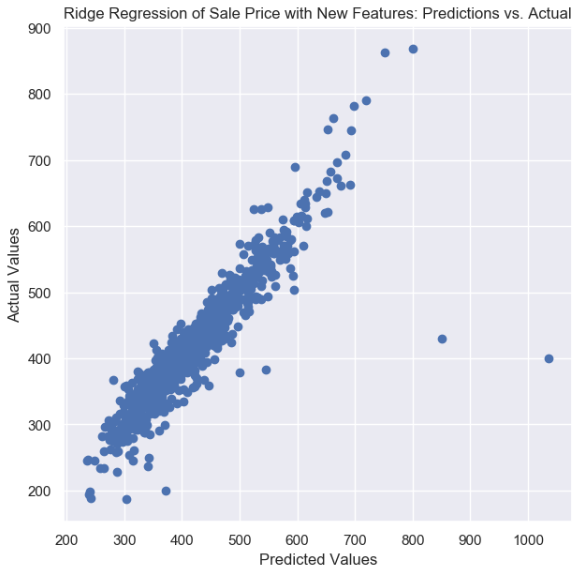 Ridge Regression of Sale Price with New Features: Predictions vs. Actual
900
800
700
600
500
400
300
200
Actual Values
200 300 400 500 600 700 800 900 1000
Predicted Values